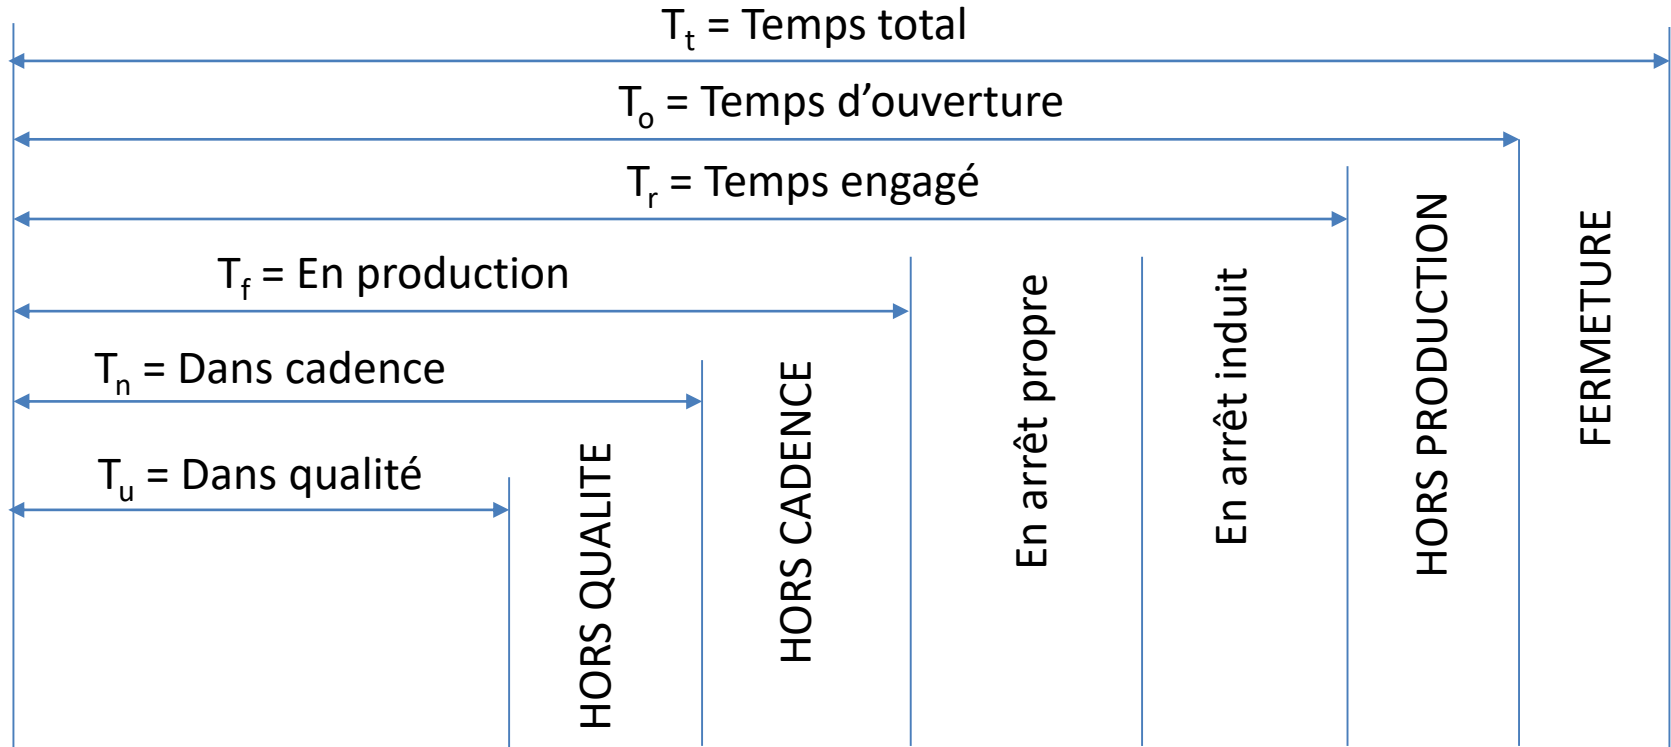 Tt = Temps total
To = Temps d’ouverture
Tr = Temps engagé
Tf = En production
Tn = Dans cadence
Tu = Dans qualité
HORS QUALITE
HORS CADENCE
En arrêt propre
En arrêt induit
HORS PRODUCTION
FERMETURE